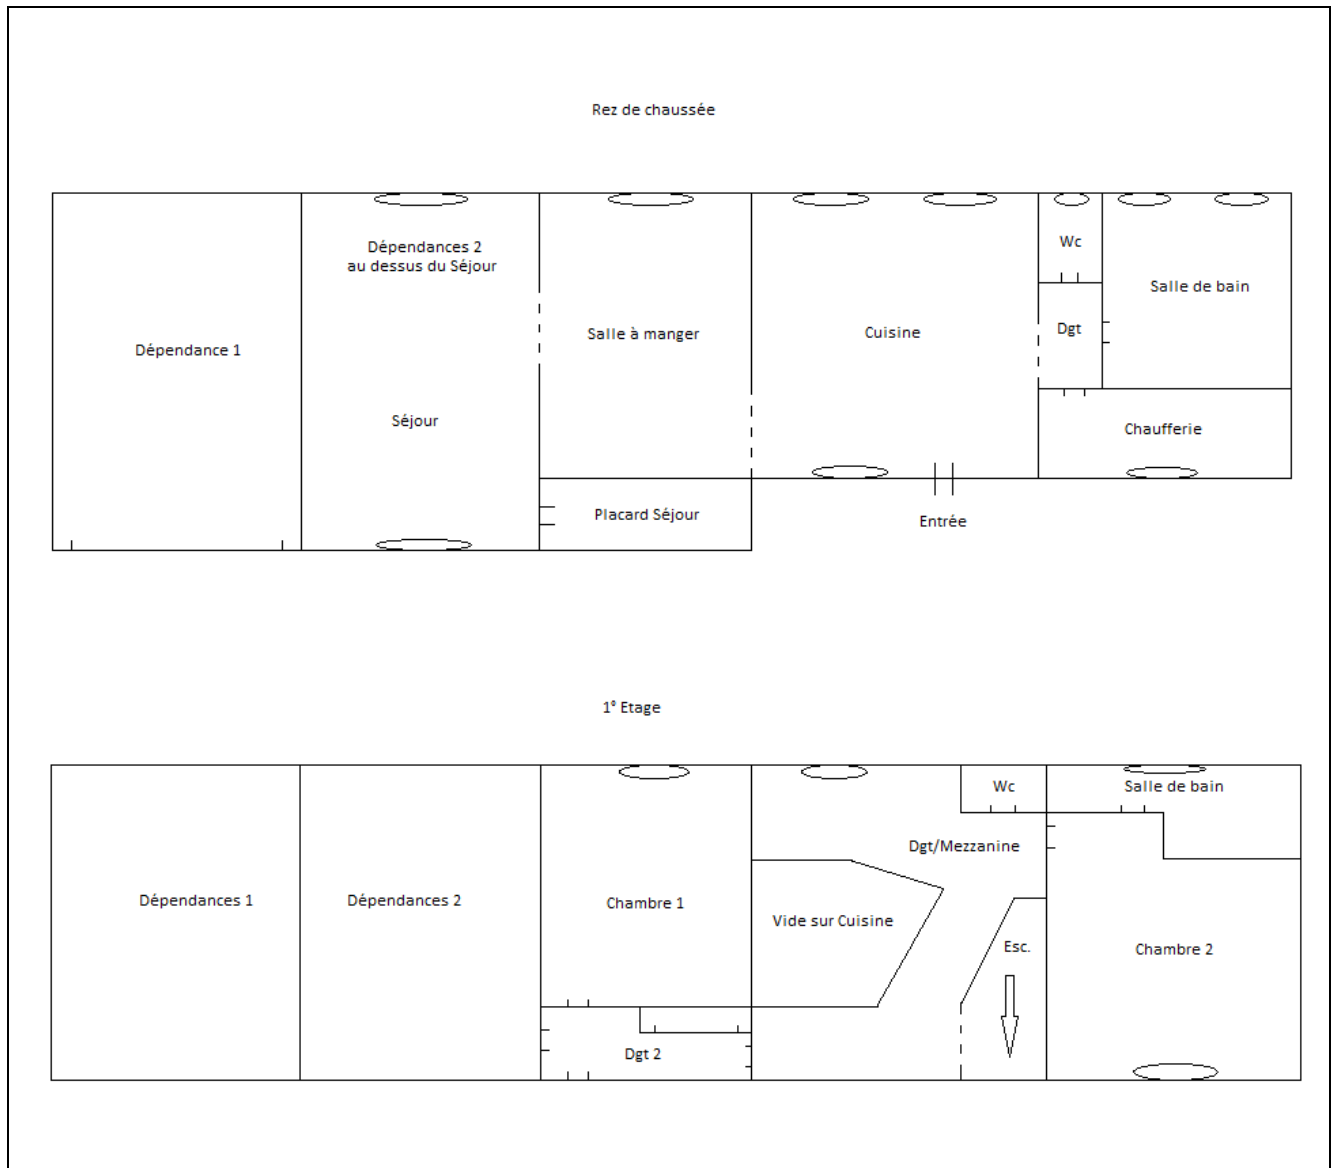 Rez de chaussée
Dépendances 2
au dessus du Séjour
Wc
Salle de bain
Dgt
Salle à manger
Cuisine
Dépendance 1
Séjour
Chaufferie
Placard Séjour
Entrée
1° Etage
Wc
Salle de bain
Dgt/Mezzanine
Dépendances 1
Dépendances 2
Chambre 1
Vide sur Cuisine
Esc.
Chambre 2
Dgt 2